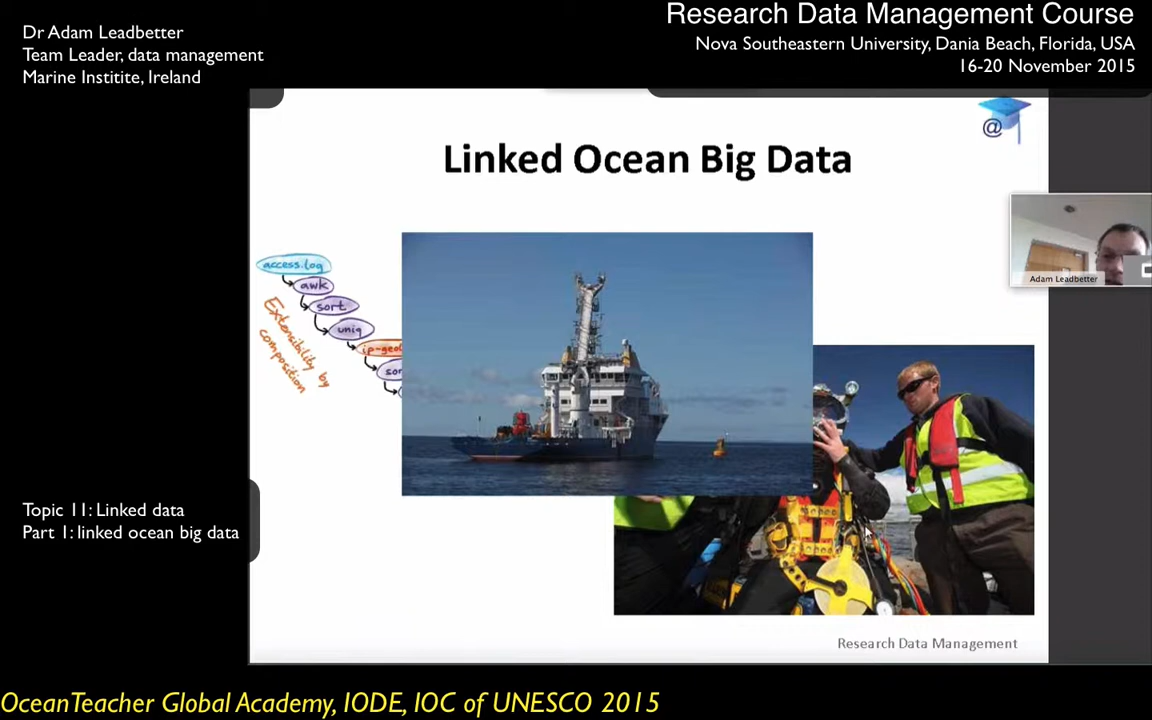 Dr Adam Leadbetter
Team Leader, data management
Marine Institite, Ireland
Research Data Management Course
Nova Southeastern University, Dania Beach, Florida, USA
16-20 November 2015
@
Linked Ocean Big Data
access.log
awk
sort
uniq
Extensibility by
composition
Adam Leadbetter
Topic 11: Linked data
Part 1: linked ocean big data
Research Data Management
OceanTeacher Global Academy, IODE, IOC of UNESCO 2015